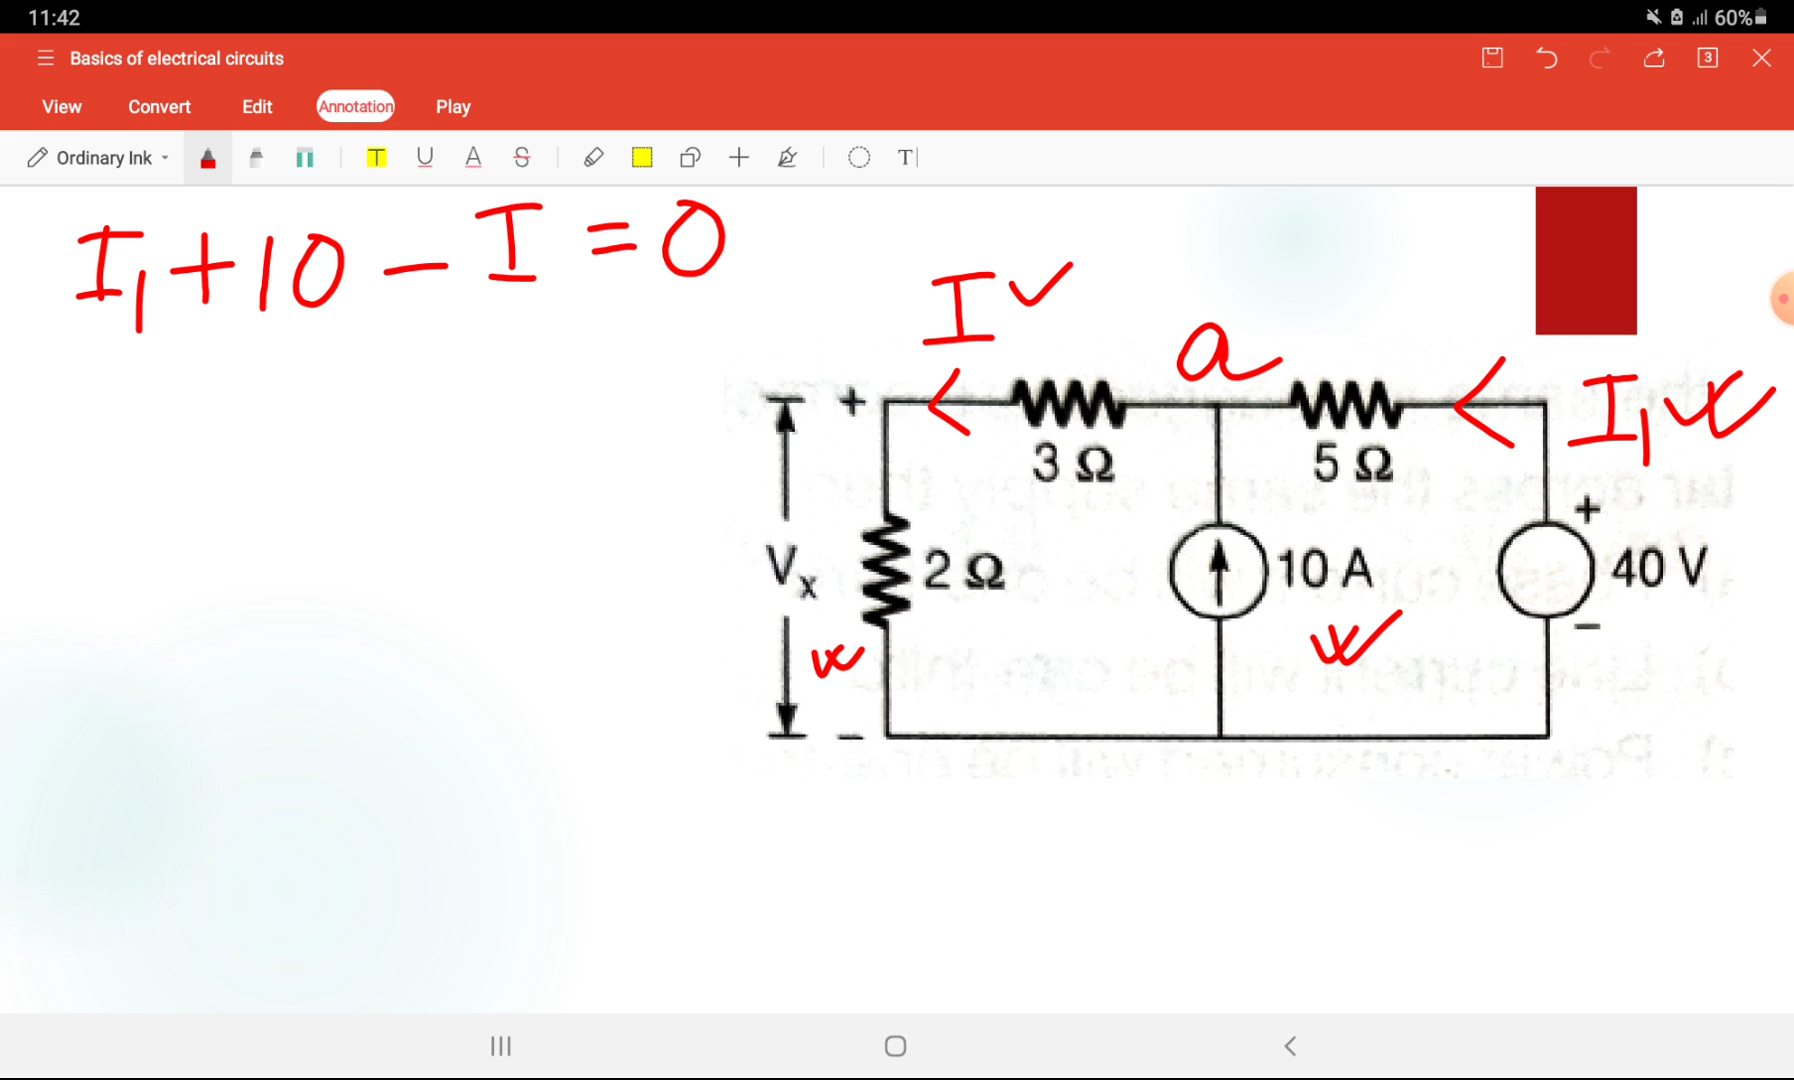 11:42
60%
Basics of electrical circuits
3
View Convert Edit Annotation Play
Ordinary Ink T U A S T
I₁ + 10 - I = 0
I ✓
a
I₁
+
3 Ω
5 Ω
+
Vx
2 Ω
10 A
40 V
−
−